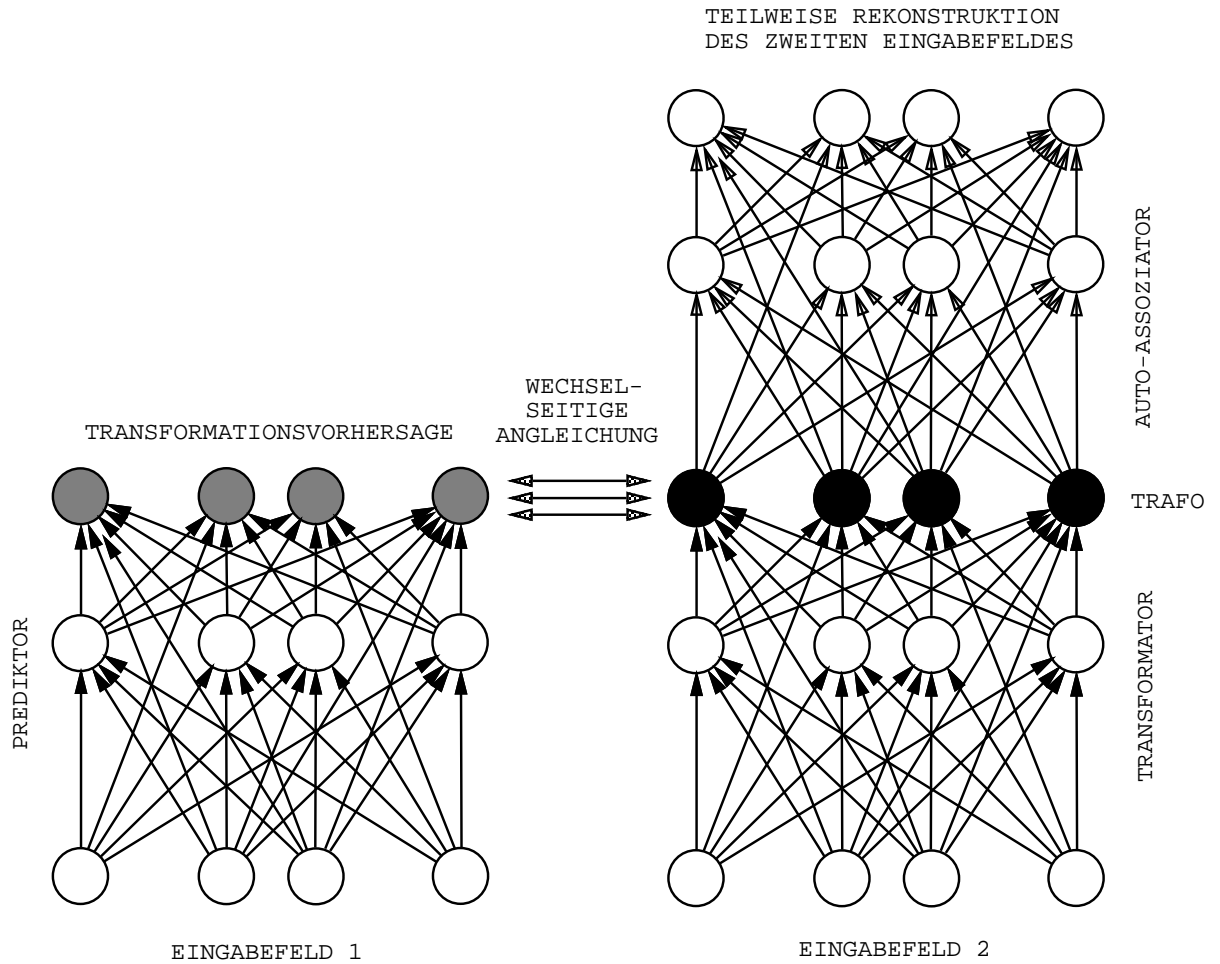 TEILWEISE REKONSTRUKTION
DES ZWEITEN EINGABEFELDES
AUTO-ASSOZIATOR
WECHSEL-
SEITIGE
ANGLEICHUNG
TRANSFORMATIONSVORHERSAGE
TRAFO
PREDIKTOR
TRANSFORMATOR
EINGABEFELD 1
EINGABEFELD 2